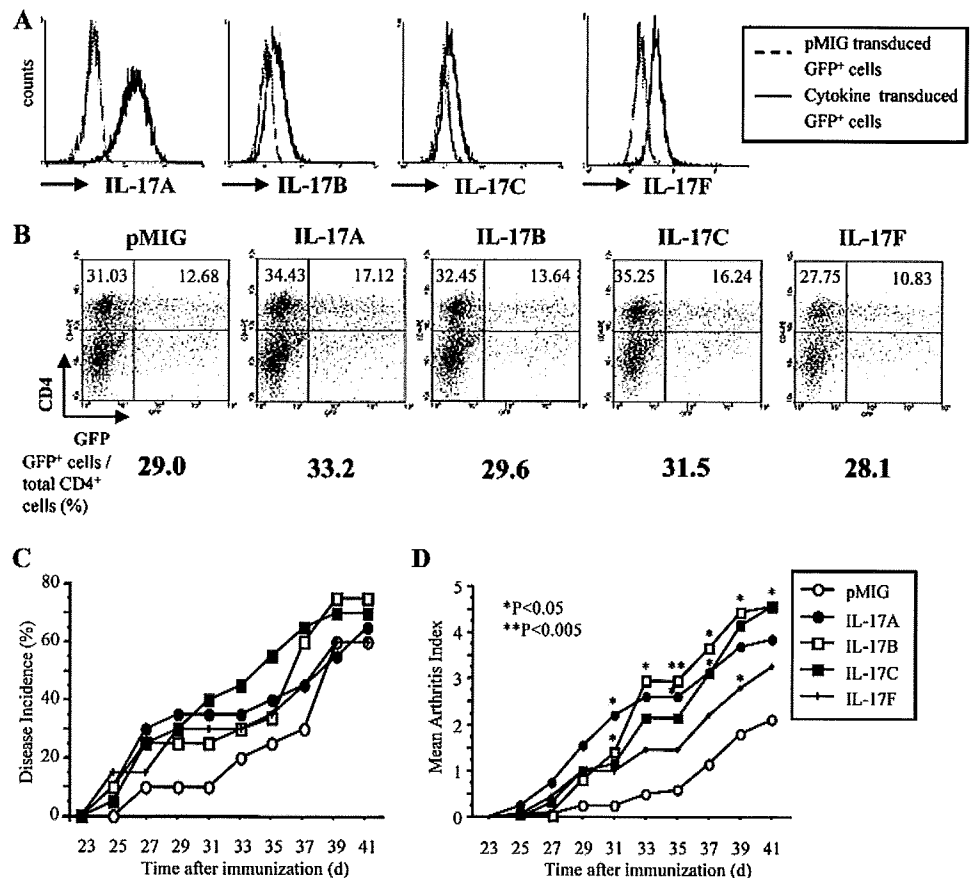 A
counts
IL-17A
IL-17B
IL-17C
IL-17F
pMIG transduced
GFP+ cells
Cytokine transduced
GFP+ cells
B
pMIG
IL-17A
IL-17B
IL-17C
IL-17F
31.03 12.68
34.43 17.12
32.45 13.64
35.25 16.24
27.75 10.83
CD4
GFP
GFP+ cells /
total CD4+
cells (%)
29.0
33.2
29.6
31.5
28.1
C
Disease Incidence (%)
80
60
40
20
0
23 25 27 29 31 33 35 37 39 41
Time after immunization (d)
D
Mean Arthritis Index
5
4
3
2
1
0
*P<0.05
**P<0.005
* * * ** * * * * * *
23 25 27 29 31 33 35 37 39 41
Time after immunization (d)
pMIG
IL-17A
IL-17B
IL-17C
IL-17F